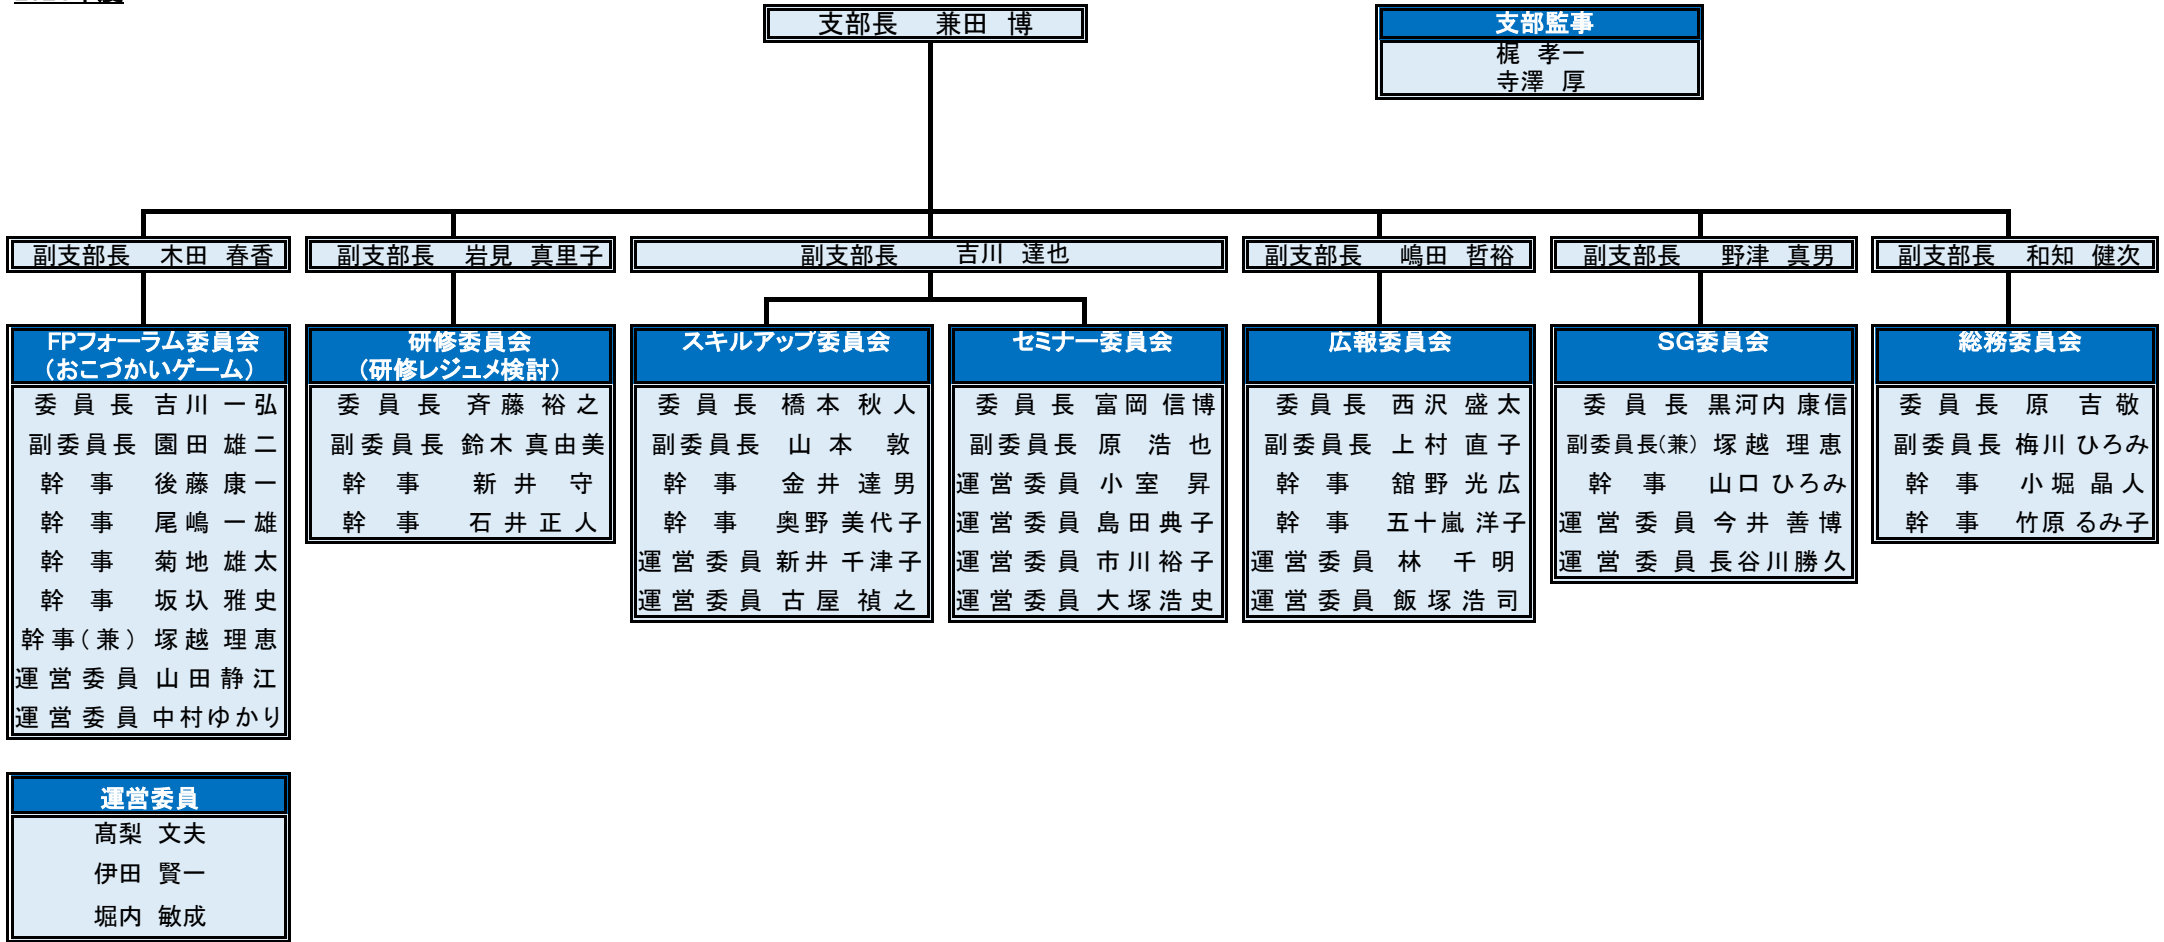 支部長 兼田 博
支部監事
梶 孝一
寺澤 厚
副支部長 木田 春香
副支部長 岩見 真里子
副支部長 吉川 達也
副支部長 嶋田 哲裕
副支部長 野津 真男
副支部長 和知 健次
FPフォーラム委員会
（おこづかいゲーム）
委員長 吉川 一弘
副委員長 園田 雄二
幹事 後藤 康一
幹事 尾嶋 一雄
幹事 菊地 雄太
幹事 坂圦 雅史
幹事（兼） 塚越 理恵
運営委員 山田静江
運営委員 中村ゆかり
研修委員会
（研修レジュメ検討）
委員長 斉藤 裕之
副委員長 鈴木 真由美
幹事 新井 守
幹事 石井正人
スキルアップ委員会
委員長 橋本 秋人
副委員長 山本 敦
幹事 金井 達男
幹事 奥野 美代子
運営委員 新井 千津子
運営委員 古屋 禎之
セミナー委員会
委員長 富岡 信博
副委員長 原 浩也
運営委員 小室 昇
運営委員 島田典子
運営委員 市川裕子
運営委員 大塚浩史
広報委員会
委員長 西沢 盛太
副委員長 上村 直子
幹事 舘野 光広
幹事 五十嵐 洋子
運営委員 林 千明
運営委員 飯塚浩司
SG委員会
委員長 黒河内 康信
副委員長(兼) 塚越 理恵
幹事 山口 ひろみ
運営委員 今井 善博
運営委員 長谷川勝久
総務委員会
委員長 原 吉敬
副委員長 梅川 ひろみ
幹事 小堀 晶人
幹事 竹原 るみ子
運営委員
髙梨 文夫
伊田 賢一
堀内 敏成